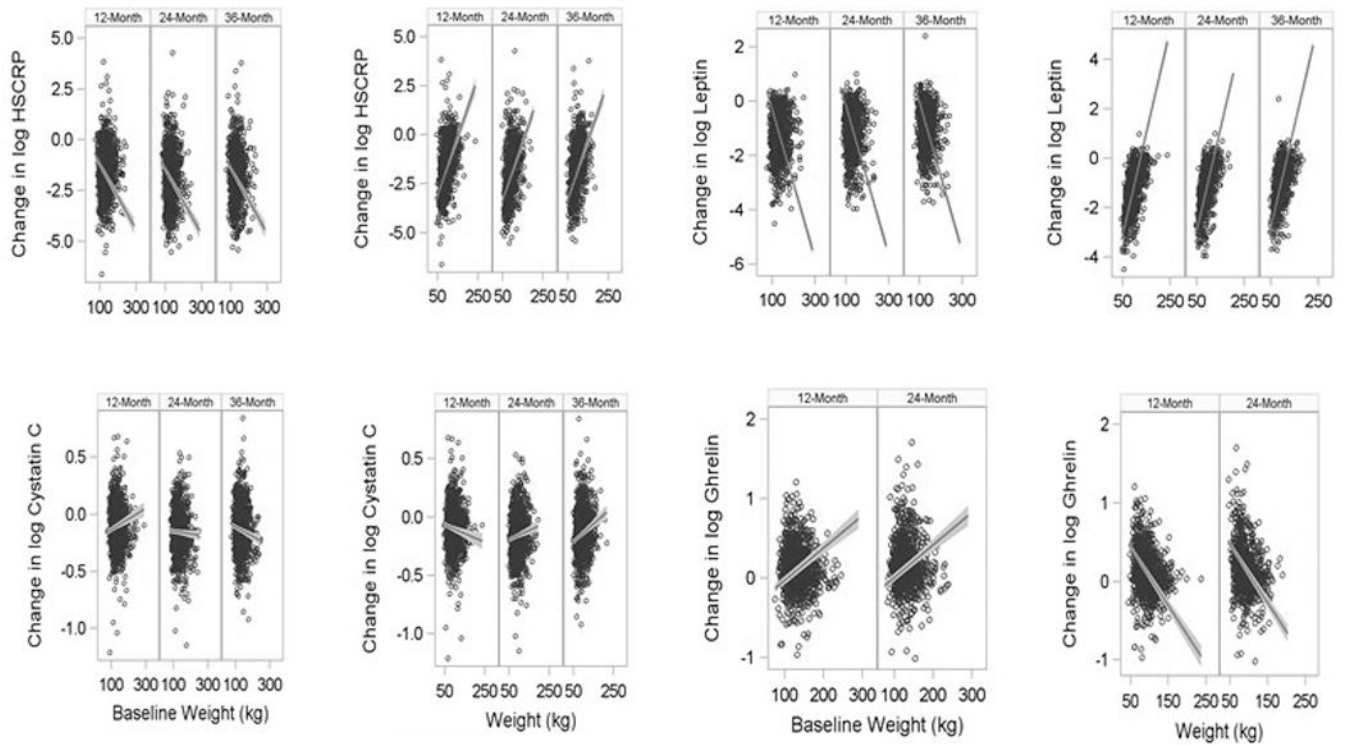 12-Month 24-Month 36-Month
5.0
2.5
0.0
-2.5
-5.0
Change in log HSCRP
100 300 100 300 100 300
12-Month 24-Month 36-Month
5.0
2.5
0.0
-2.5
-5.0
Change in log HSCRP
50 250 50 250 50 250
12-Month 24-Month 36-Month
2
0
-2
-4
-6
Change in log Leptin
100 300 100 300 100 300
12-Month 24-Month 36-Month
4
2
0
-2
-4
Change in log Leptin
50 250 50 250 50 250
12-Month 24-Month 36-Month
0.5
0.0
-0.5
-1.0
Change in log Cystatin C
100 300 100 300 100 300
Baseline Weight (kg)
12-Month 24-Month 36-Month
0.5
0.0
-0.5
-1.0
Change in log Cystatin C
50 250 50 250 50 250
Weight (kg)
12-Month 24-Month
2
1
0
-1
Change in log Ghrelin
100 200 300 100 200 300
Baseline Weight (kg)
12-Month 24-Month
2
1
0
-1
Change in log Ghrelin
50 150 250 50 150 250
Weight (kg)